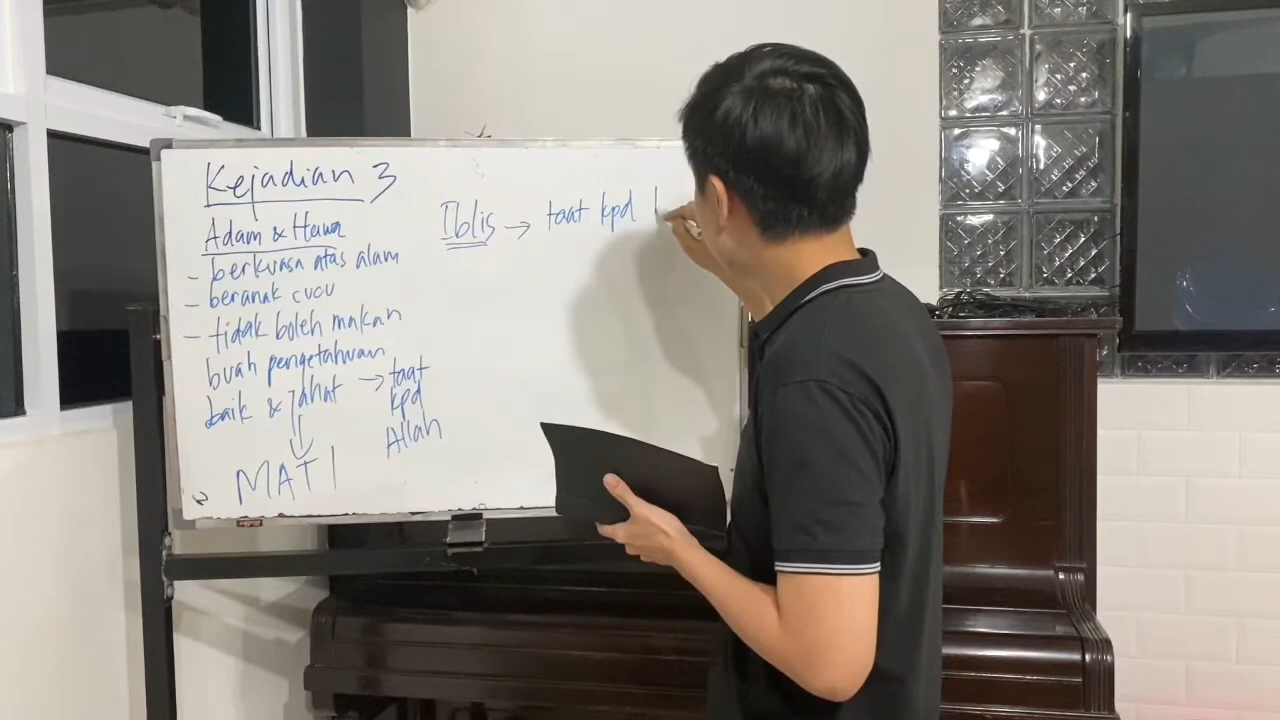 Kejadian 3
Adam & Hawa
- berkuasa atas alam
- beranak cucu
- tidak boleh makan
buah pengetahuan
baik & jahat → taat
kpd
Allah
MATI
Iblis → taat kpd